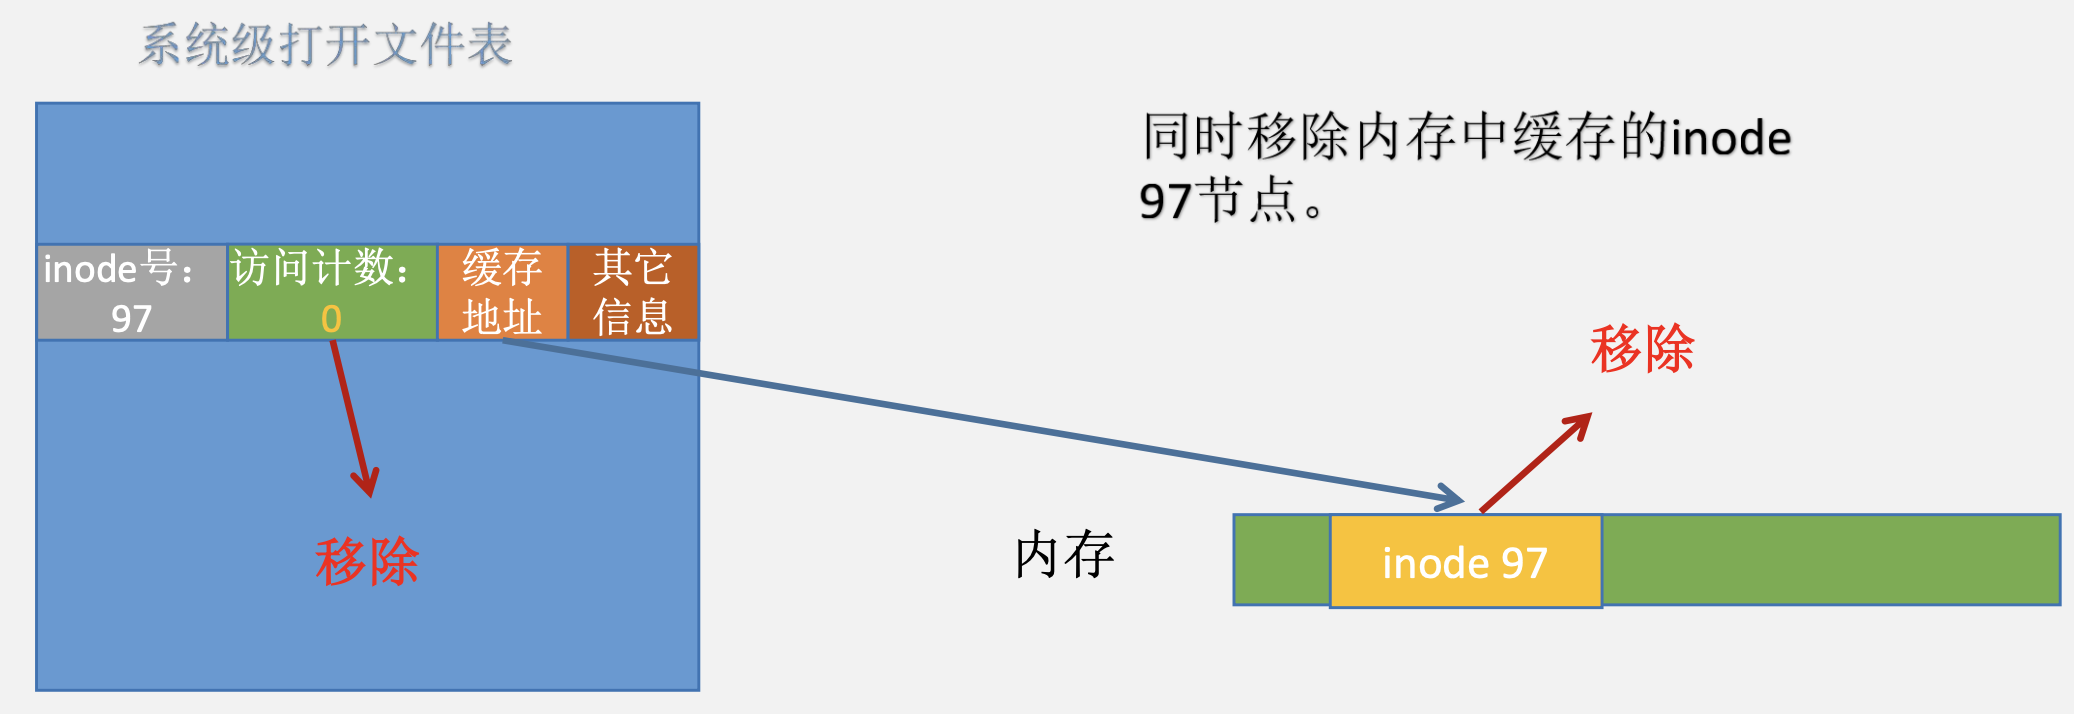 系统级打开文件表
同时移除内存中缓存的inode
97节点。
inode号：
97
访问计数：
0
缓存
地址
其它
信息
移除
移除
内存
inode 97